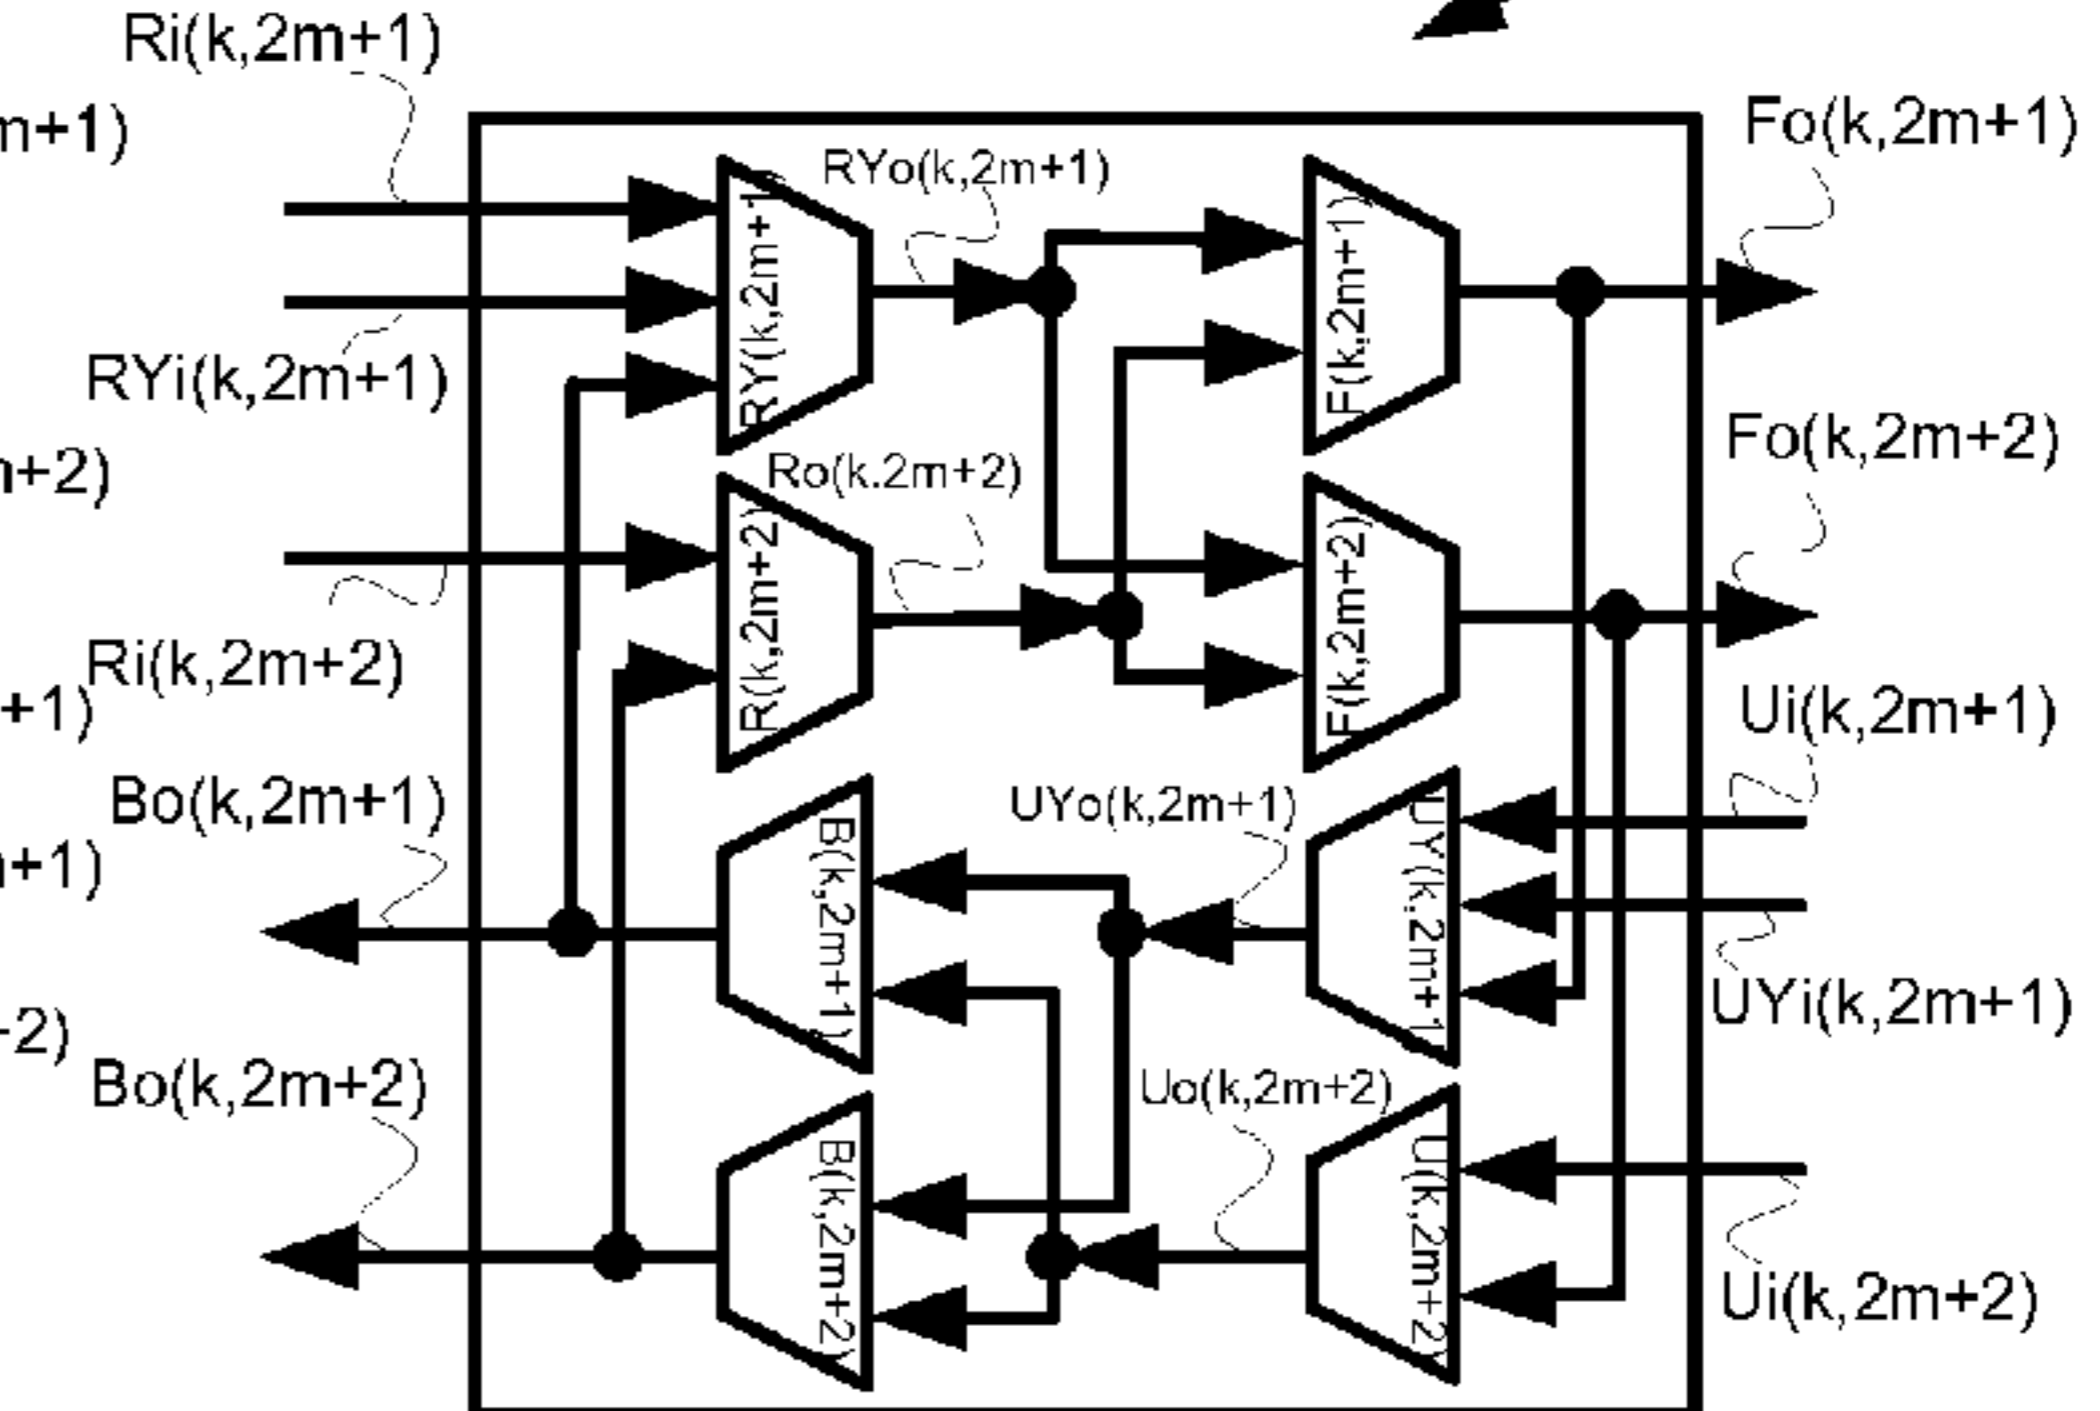 Ri(k,2m+1)
m+1)
Fo(k,2m+1)
RYo(k,2m+1)
RY(k,2m+1)
F(k,2m+1)
RYi(k,2m+1)
Fo(k,2m+2)
m+2)
Ro(k.2m+2)
R(k,2m+2)
F(k,2m+2)
Ri(k,2m+2)
+1)
Ui(k,2m+1)
Bo(k,2m+1)
UYo(k,2m+1)
B(k,2m+1)
UY(k,2m+1
+1)
UYi(k,2m+1)
-2)
Bo(k,2m+2)
Uo(k,2m+2)
B(k,2m+2)
U(k,2m+2)
Ui(k,2m+2)